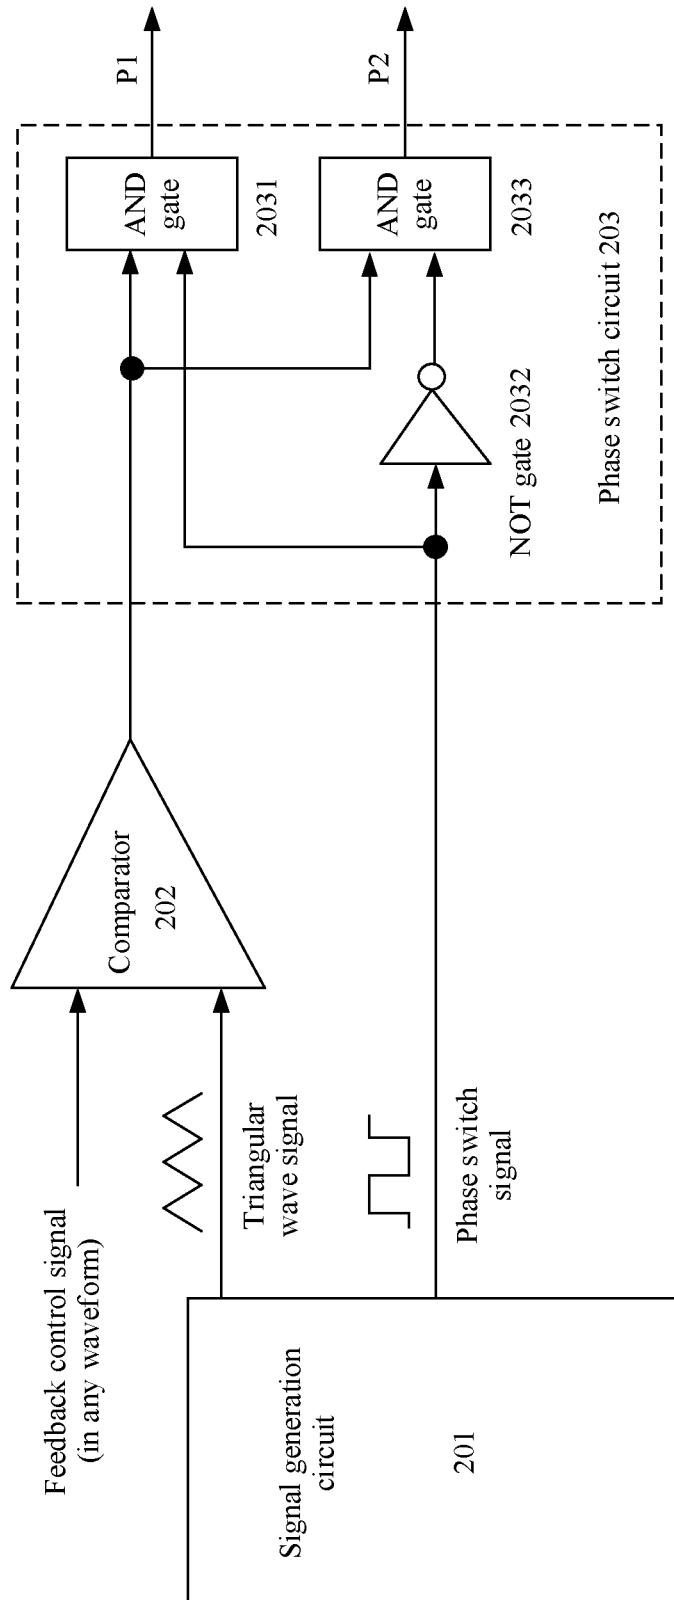 Feedback control signal
(in any waveform)
Comparator
202
Triangular
wave signal
Signal generation
circuit
201
Phase switch
signal
AND
gate
2031
P1
AND
gate
2033
P2
NOT gate 2032
Phase switch circuit 203